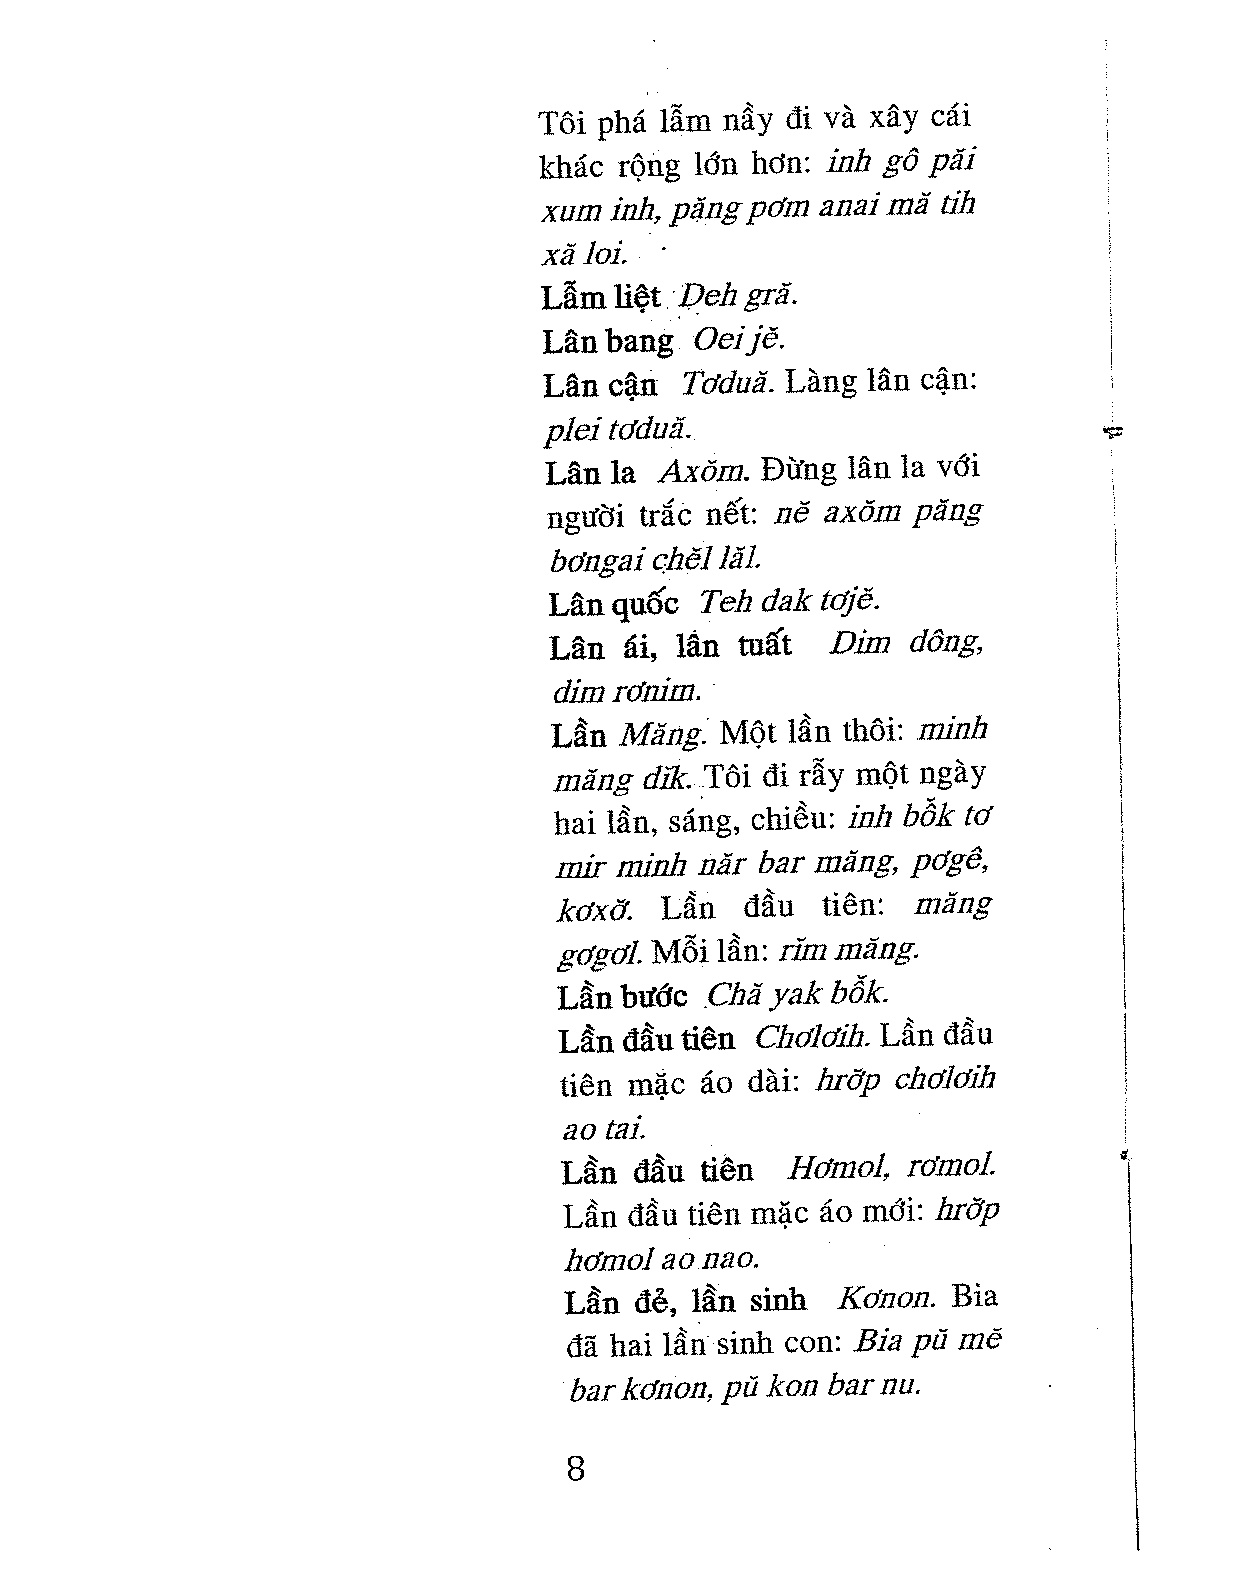 Tôi phá lẫm nầy đi và xây cái
khác rộng lớn hơn: inh gô păi
xum inh, păng pơm anai mă tih
xă loi.
Lẫm liệt Deh gră.
Lân bang Oei jĕ.
Lân cận Tơduă. Làng lân cận:
plei tơduă.
Lân la Axŏm. Đừng lân la với
người trắc nết: nĕ axŏm păng
bơngai chĕl lăl.
Lân quốc Teh dak tơjĕ.
Lân ái, lân tuất Dim dông,
dim rơnim.
Lần Măng. Một lần thôi: minh
măng dĭk. Tôi đi rẫy một ngày
hai lần, sáng, chiều: inh bô̆k tơ
mir minh năr bar măng, pơgê,
kơxơ̆. Lần đầu tiên: măng
gơgơl. Mỗi lần: rĭm măng.
Lần bước Chă yak bô̆k.
Lần đầu tiên Chơlơih. Lần đầu
tiên mặc áo dài: hrơ̆p chơlơih
ao tai.
Lần đầu tiên Hơmol, rơmol.
Lần đầu tiên mặc áo mới: hrơ̆p
hơmol ao nao.
Lần đẻ, lần sinh Kơnon. Bia
đã hai lần sinh con: Bia pŭ mĕ
bar kơnon, pŭ kon bar nu.
8